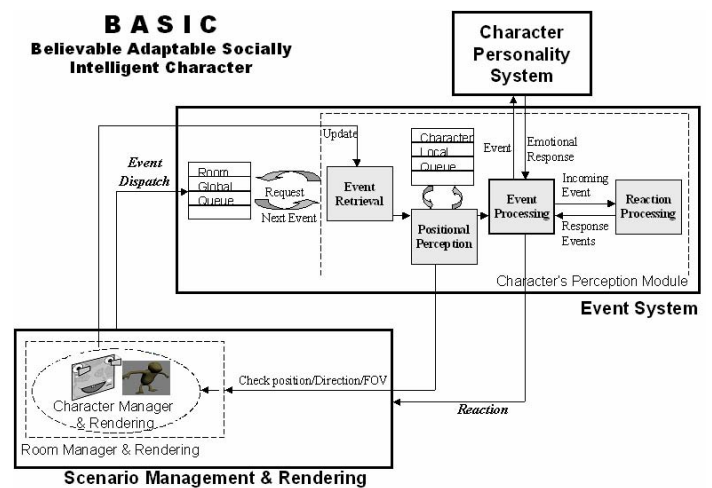 B A S I C
Believable Adaptable Socially
Intelligent Character
Character
Personality
System
Update
Event
Dispatch
Room
Global
Queue
Request
Next Event
Event
Retrieval
Character
Local
Queue
Positional
Perception
Event
Emotional
Response
Event
Processing
Incoming
Event
Response
Events
Reaction
Processing
Character's Perception Module
Event System
Check position/Direction/FOV
Reaction
Character Manager
& Rendering
Room Manager & Rendering
Scenario Management & Rendering